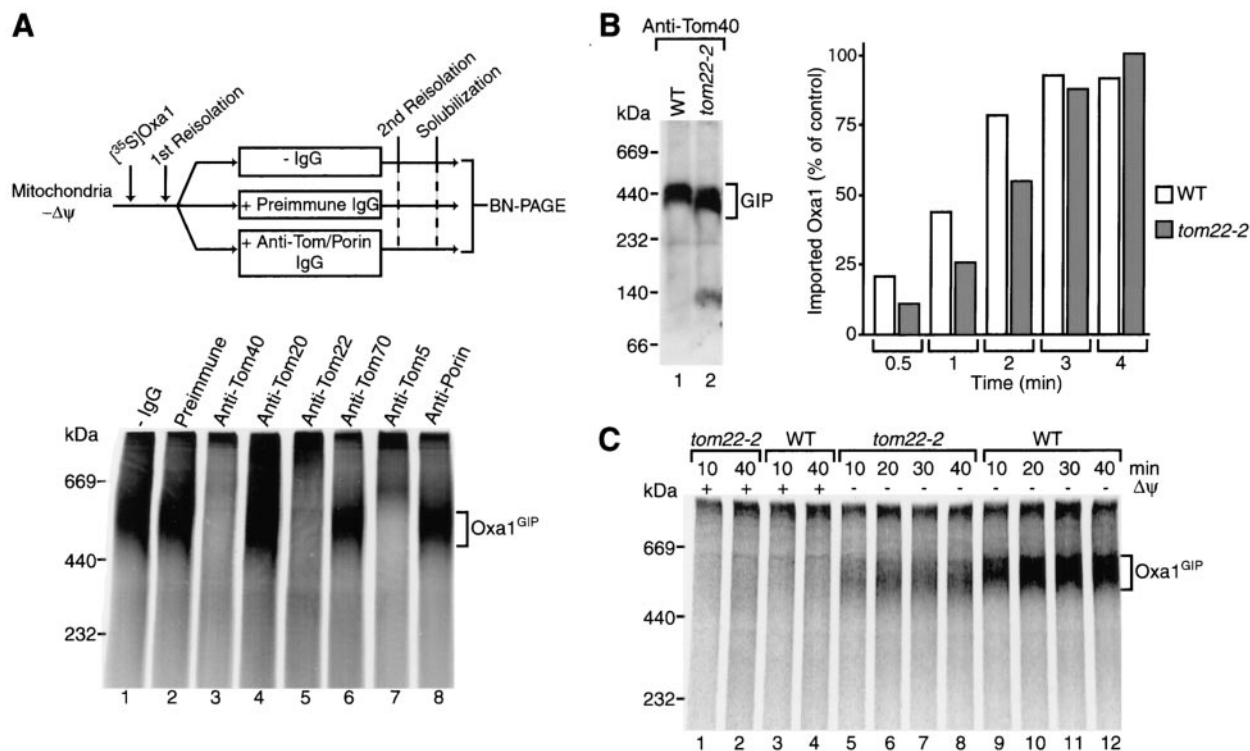 A
[³⁵S]Oxa1
1st Reisolation
2nd Reisolation
Solubilization
Mitochondria
-Δψ
- IgG
+ Preimmune IgG
+ Anti-Tom/Porin
IgG
BN-PAGE
- IgG
Preimmune
Anti-Tom40
Anti-Tom20
Anti-Tom22
Anti-Tom70
Anti-Tom5
Anti-Porin
kDa
669
440
232
Oxa1GIP
1 2 3 4 5 6 7 8
B
Anti-Tom40
WT
tom22-2
kDa
669
440
232
140
66
GIP
1 2
Imported Oxa1 (% of control)
100
75
50
25
0
0.5 1 2 3 4
Time (min)
WT
tom22-2
C
tom22-2 WT tom22-2 WT
10 40 10 40 10 20 30 40 10 20 30 40 min
+ + + + - - - - - - - - Δψ
kDa
669
440
232
Oxa1GIP
1 2 3 4 5 6 7 8 9 10 11 12